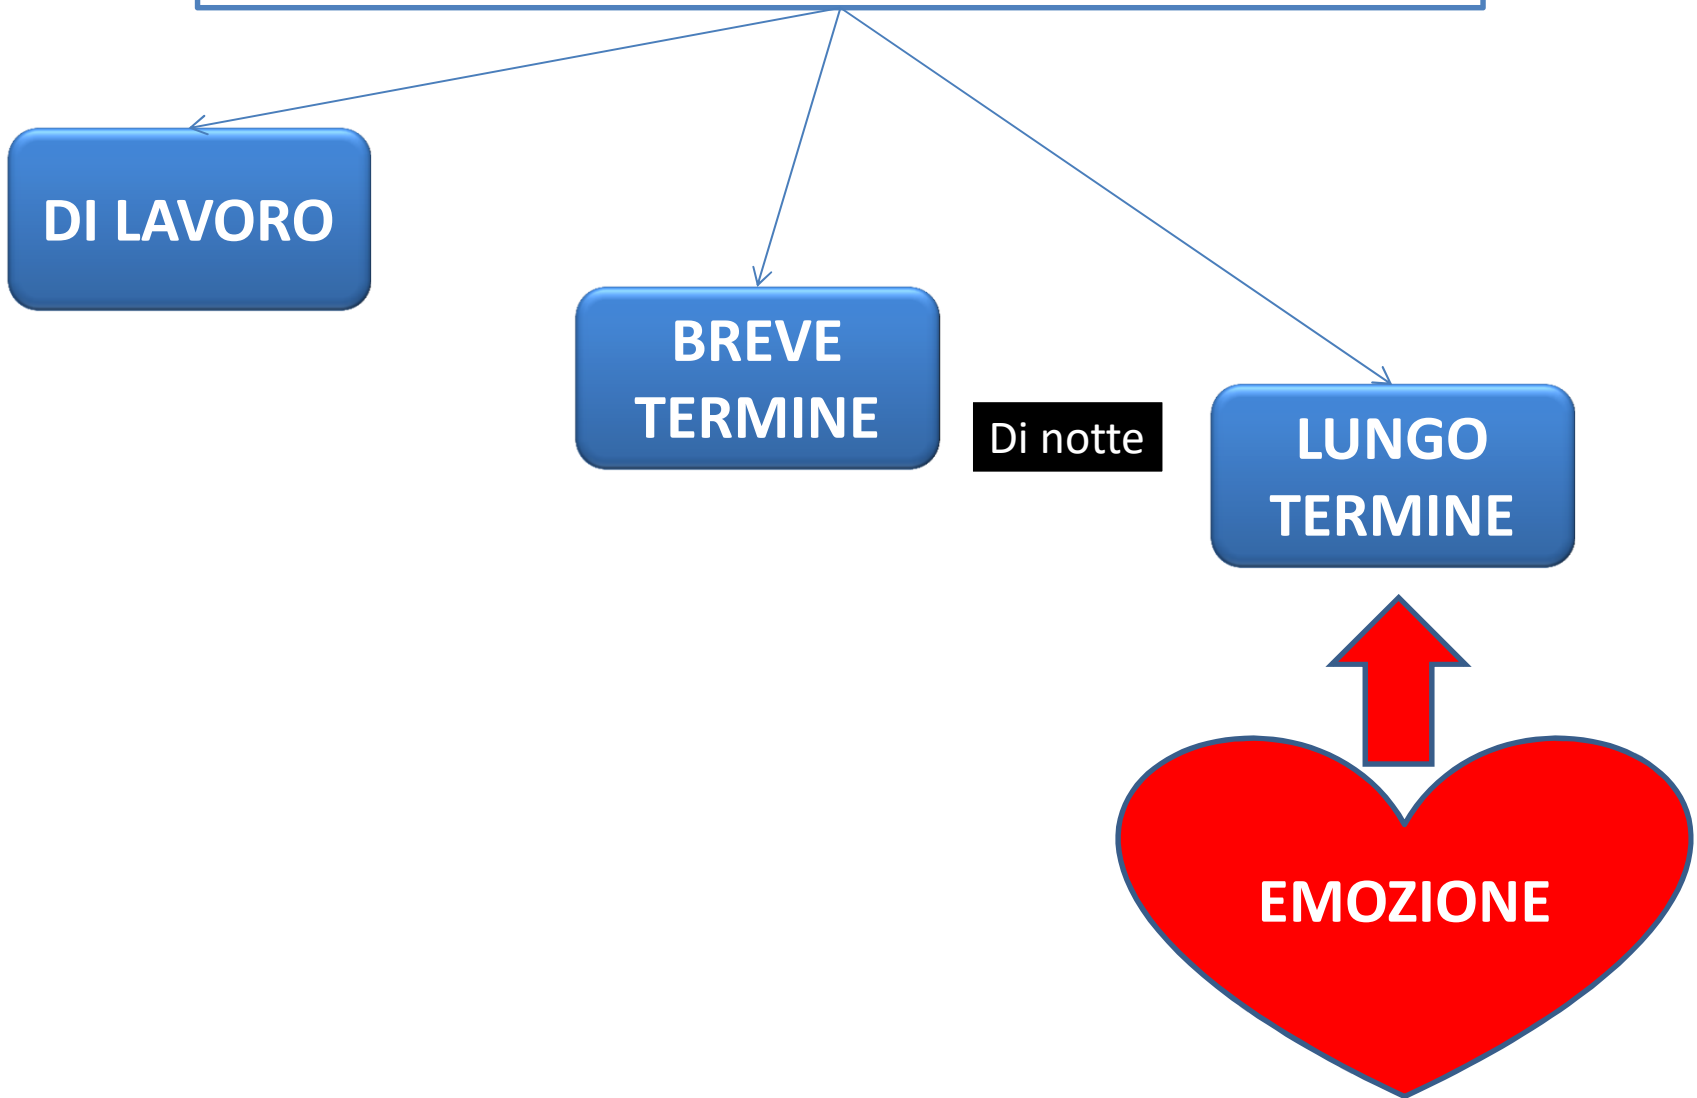 DI LAVORO
BREVE
TERMINE
Di notte
LUNGO
TERMINE
EMOZIONE